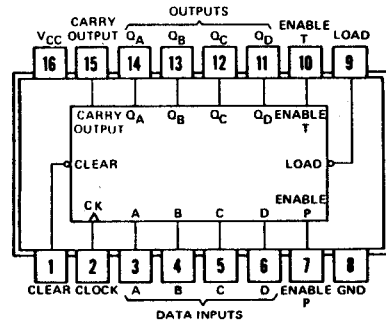 OUTPUTS
VCC CARRY OUTPUT QA QB QC QD ENABLE T LOAD
16 15 14 13 12 11 10 9
CARRY OUTPUT QA QB QC QD ENABLE T
CLEAR LOAD
CK A B C D ENABLE P
1 2 3 4 5 6 7 8
CLEAR CLOCK A B C D ENABLE P GND
DATA INPUTS